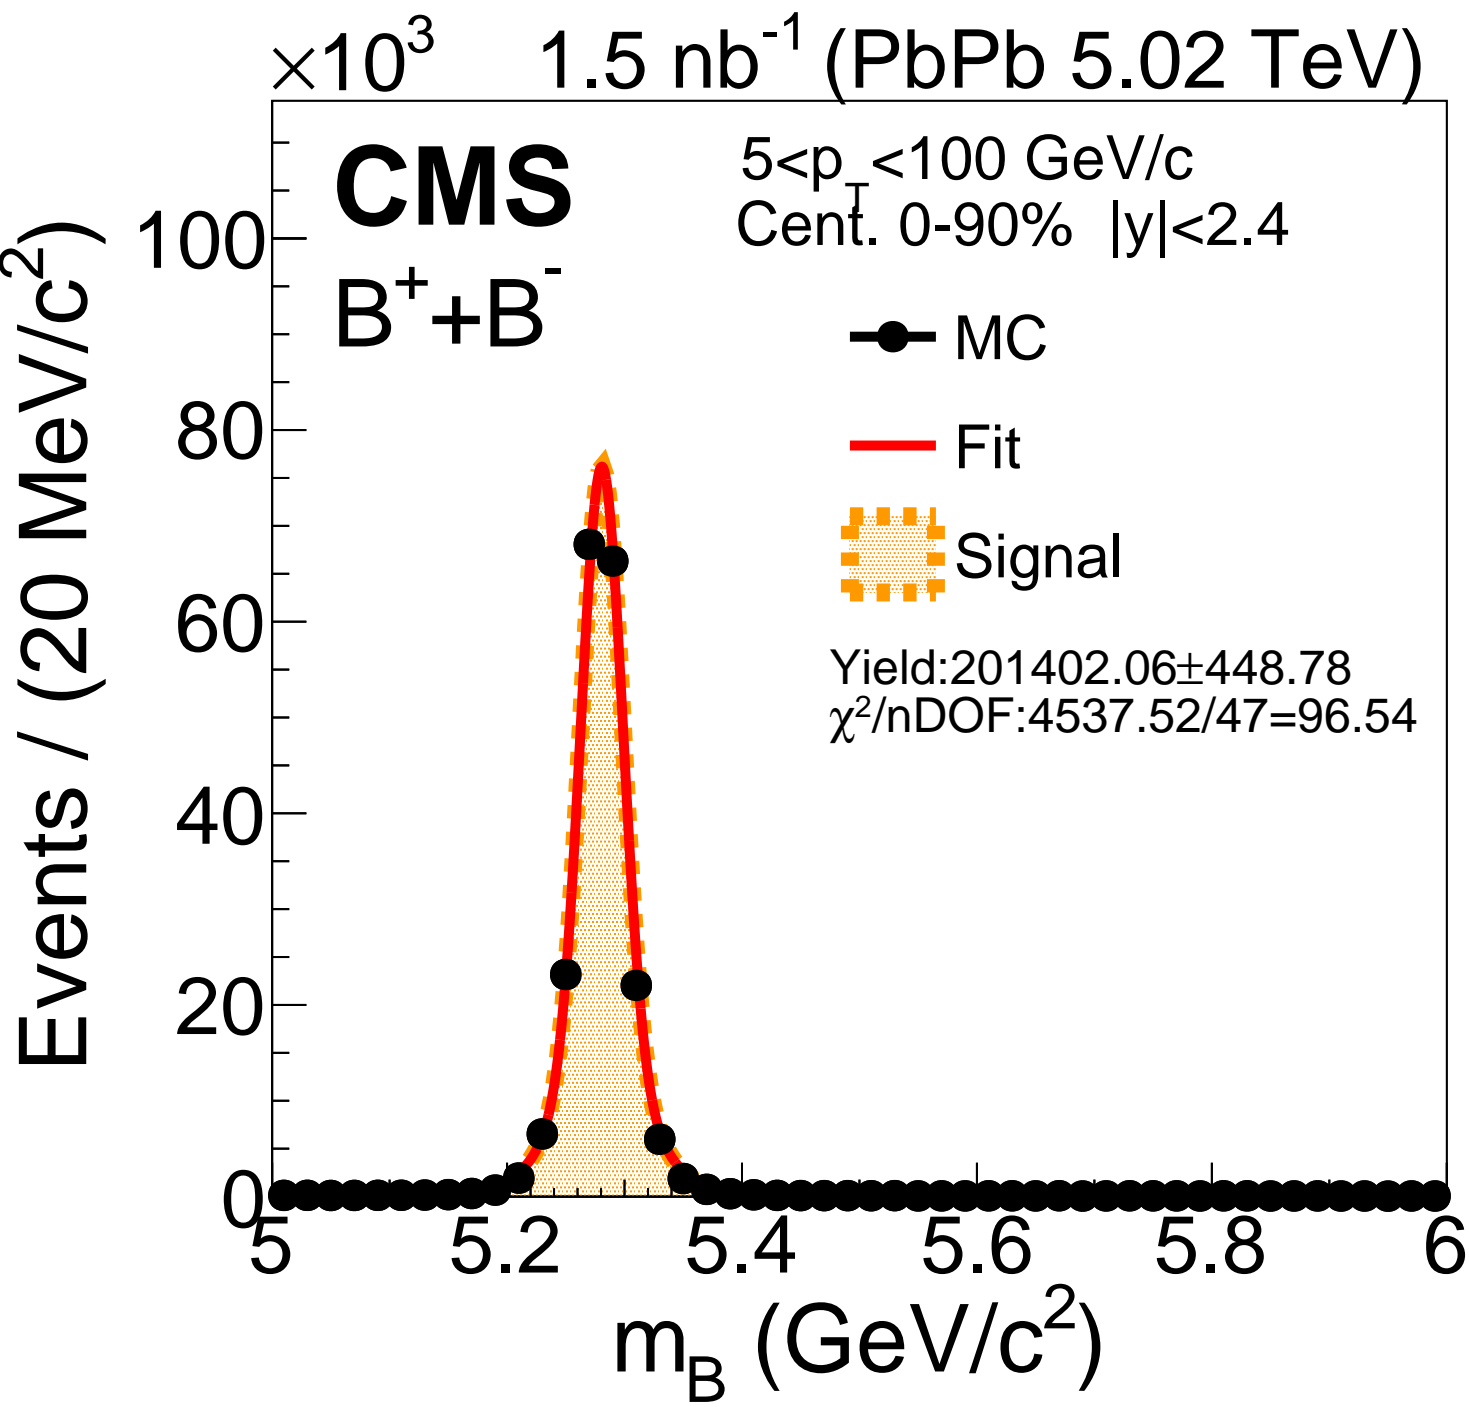 ×10³ 1.5 nb⁻¹ (PbPb 5.02 TeV)
CMS
B⁺+B⁻
5<p_T<100 GeV/c
Cent. 0-90% |y|<2.4
MC
Fit
Signal
Yield:201402.06±448.78
χ²/nDOF:4537.52/47=96.54
Events / (20 MeV/c²)
100
80
60
40
20
0
5 5.2 5.4 5.6 5.8 6
m_B (GeV/c²)